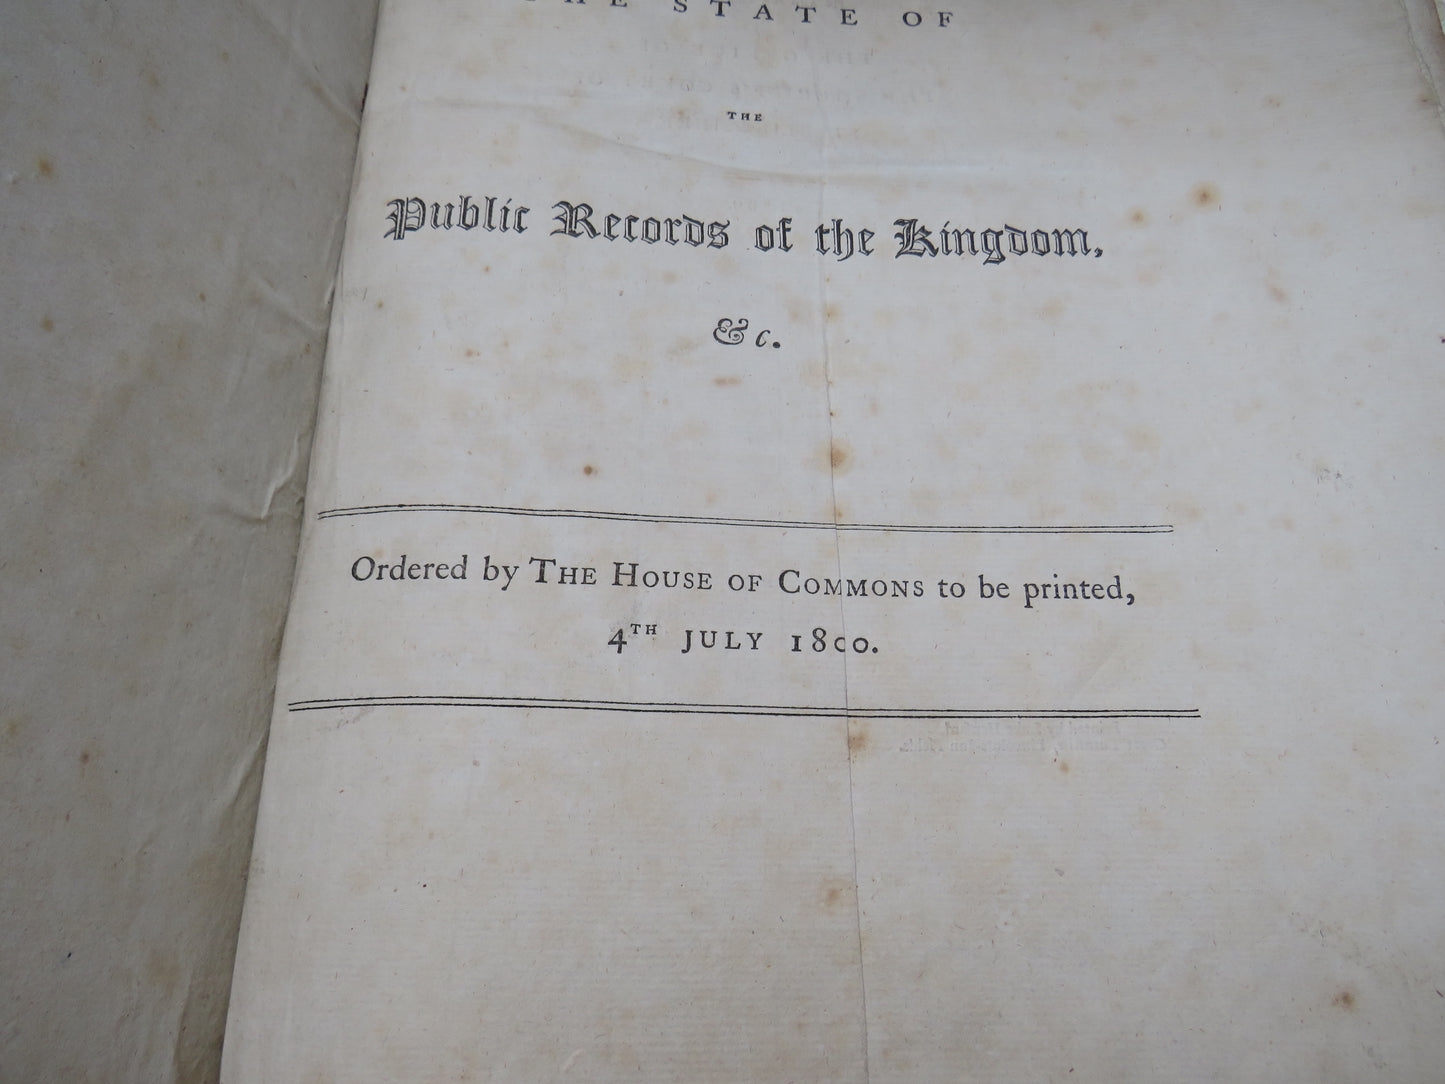 THE STATE OF
THE
Public Records of the Kingdom,
&c.
Ordered by THE HOUSE OF COMMONS to be printed,
4TH JULY 1800.